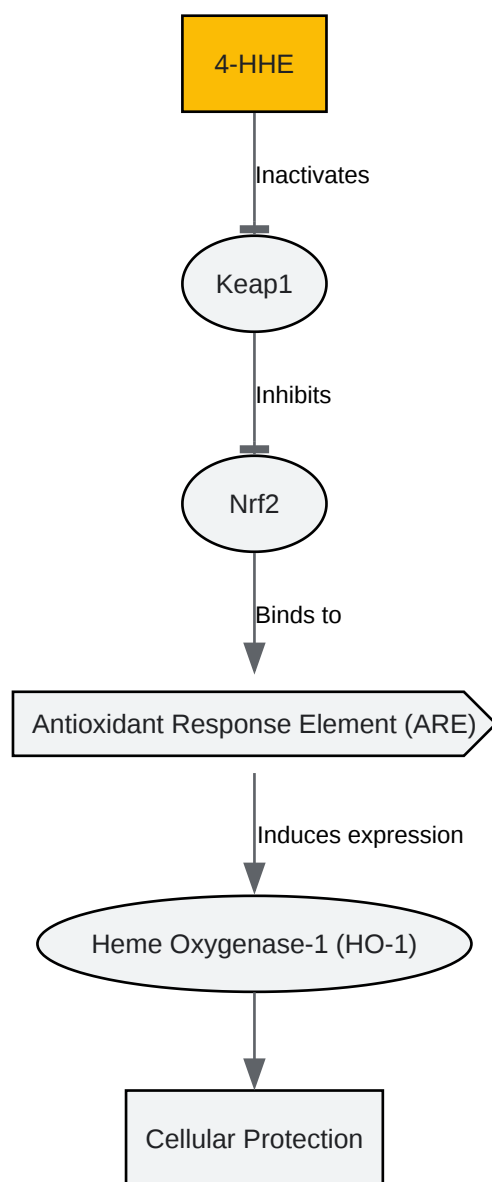 4-HHE
Inactivates
Keap1
Inhibits
Nrf2
Binds to
Antioxidant Response Element (ARE)
Induces expression
Heme Oxygenase-1 (HO-1)
Cellular Protection